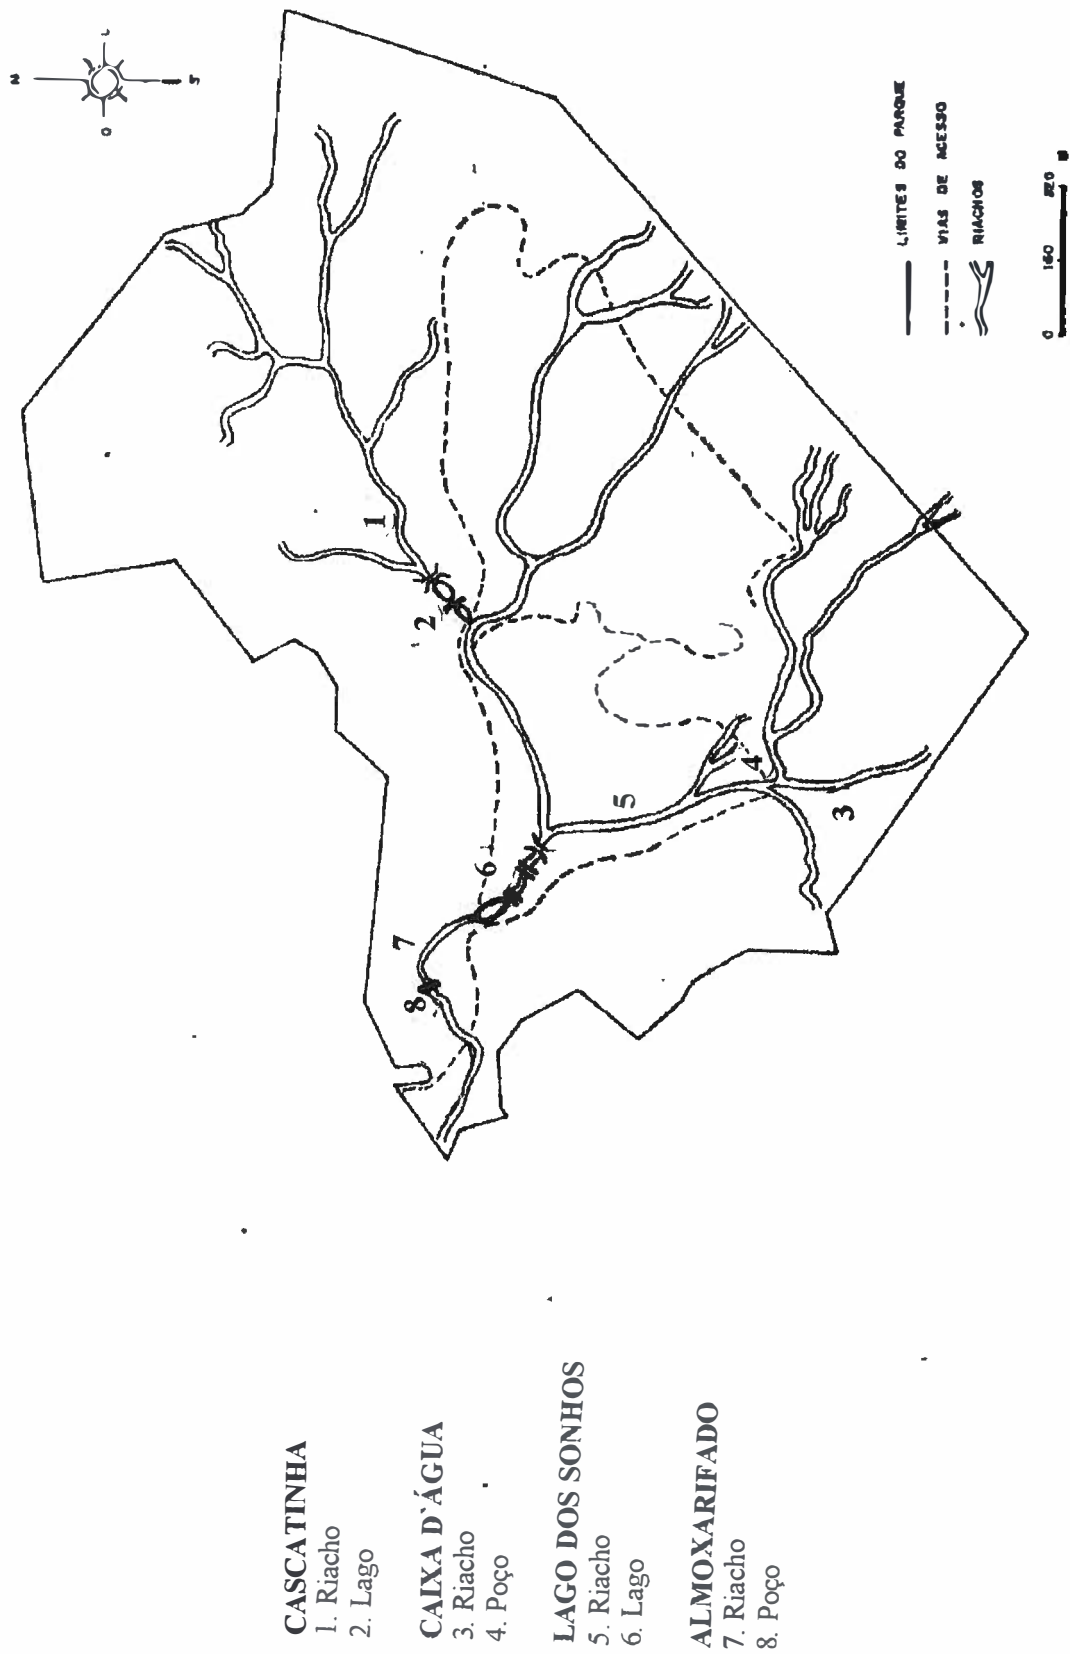 N
L
O
S
LIMITES DO PARQUE
VIAS DE ACESSO
RIACHOS
0 160 320 M
1
2
3
4
5
6
7
8
CASCATINHA
1. Riacho
2. Lago
CAIXA D`ÁGUA
3. Riacho
4. Poço
LAGO DOS SONHOS
5. Riacho
6. Lago
ALMOXARIFADO
7. Riacho
8. Poço